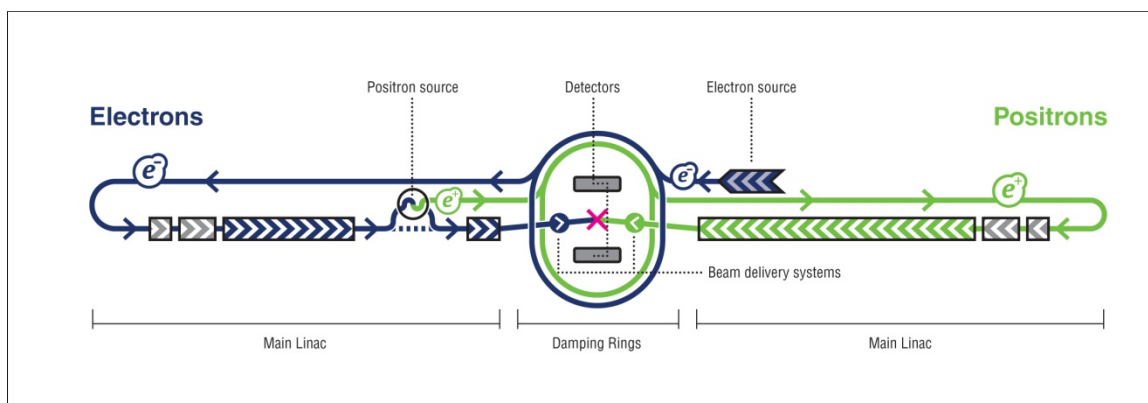 Positron source
Detectors
Electron source
Electrons
Positrons
e⁻
e⁻
e⁺
e⁺
Beam delivery systems
Main Linac
Damping Rings
Main Linac